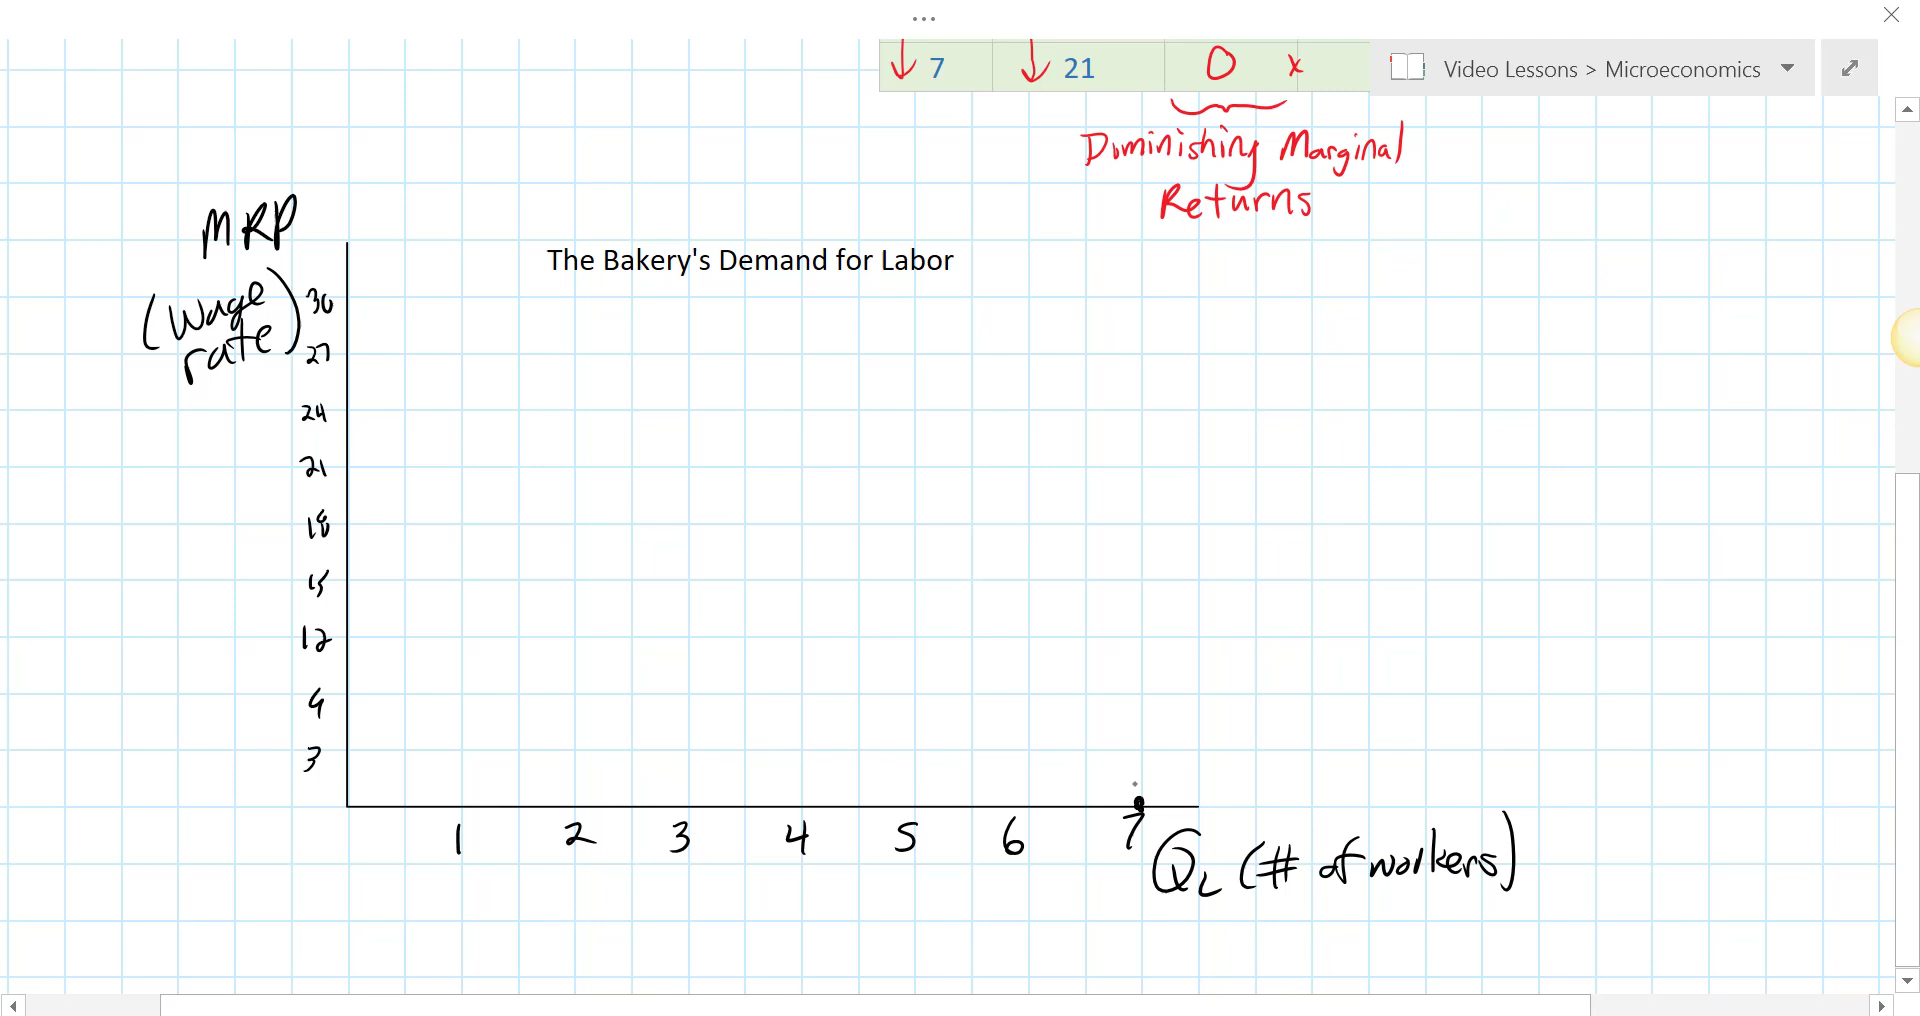 ...
7 21 0 x
Video Lessons > Microeconomics
Diminishing Marginal
Returns
MRP
(wage
rate)
The Bakery's Demand for Labor
30
27
24
21
18
15
12
9
3
1 2 3 4 5 6 7
QL (# of workers)